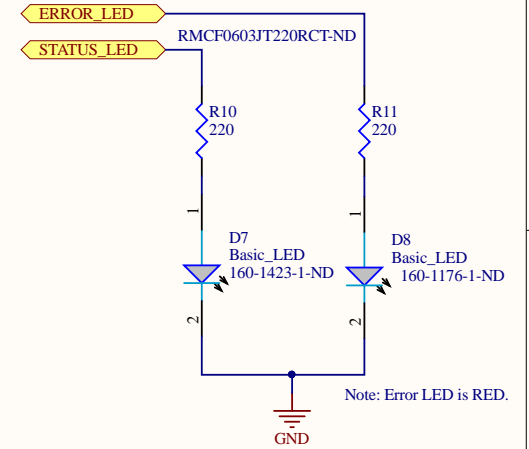 ERROR_LED
RMCF0603JT220RCT-ND
STATUS_LED
R10
220
R11
220
1
1
D7
Basic_LED
160-1423-1-ND
D8
Basic_LED
160-1176-1-ND
2
2
Note: Error LED is RED.
GND